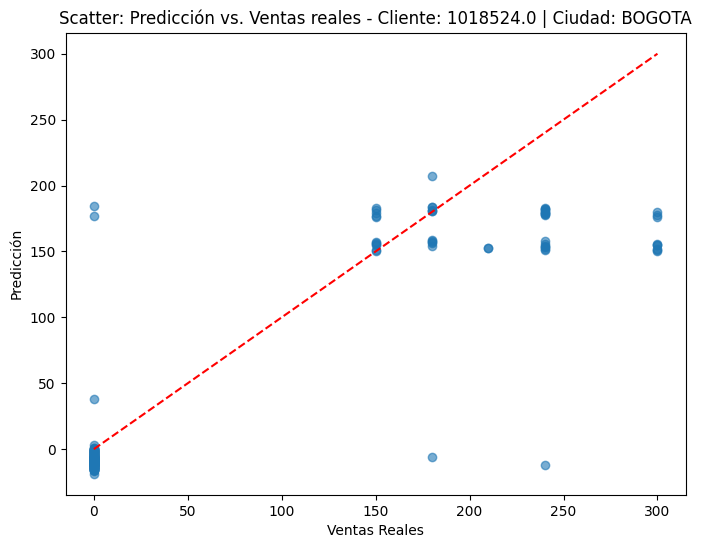 Scatter: Predicción vs. Ventas reales - Cliente: 1018524.0 | Ciudad: BOGOTA
300
250
200
150
100
50
0
Predicción
0 50 100 150 200 250 300
Ventas Reales